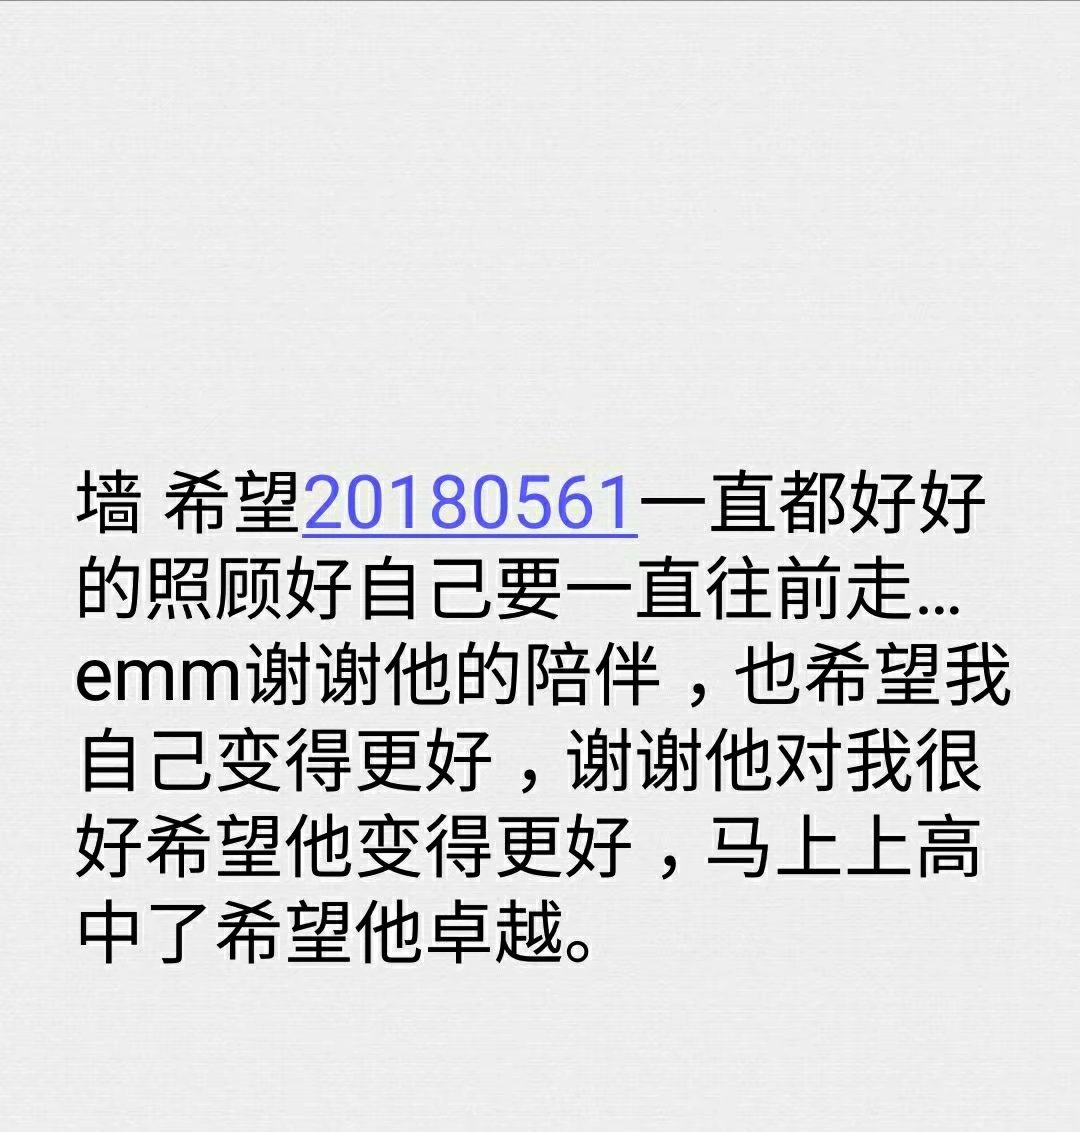 墙 希望20180561一直都好好
的照顾好自己要一直往前走...
emm谢谢他的陪伴，也希望我
自己变得更好，谢谢他对我很
好希望他变得更好，马上上高
中了希望他卓越。